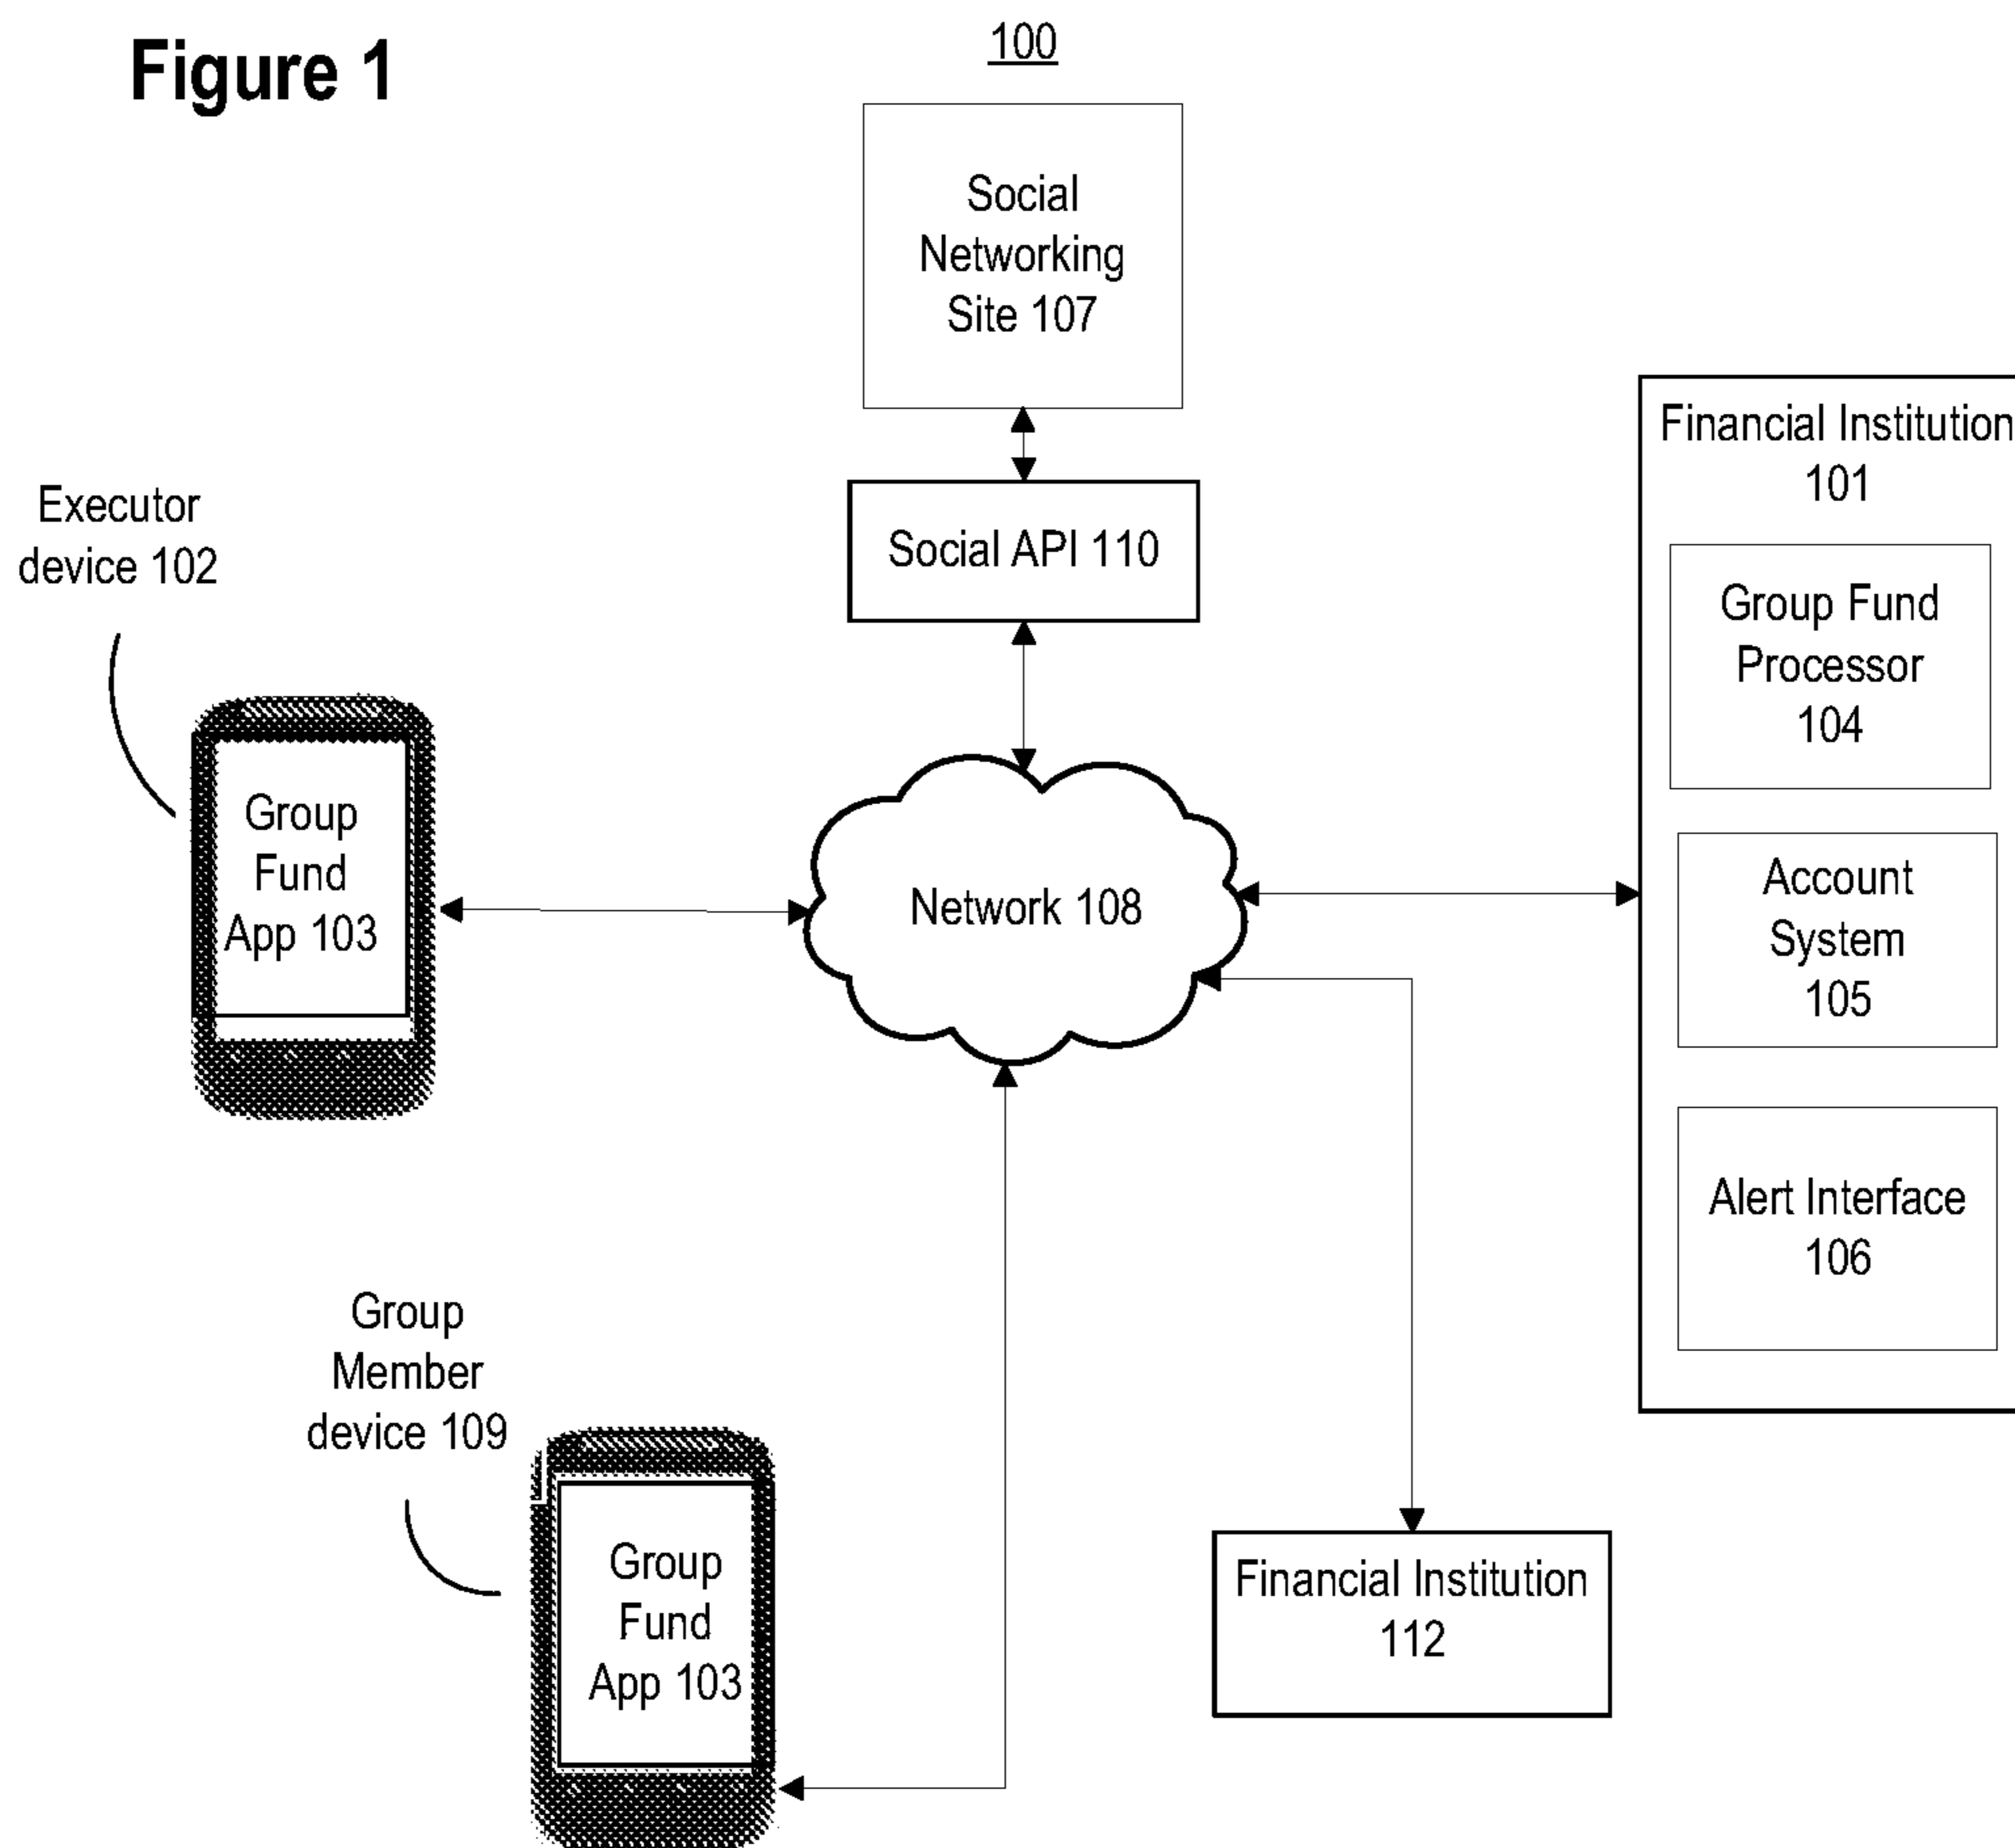 Figure 1
100
Social
Networking
Site 107
Social API 110
Executor
device 102
Group
Fund
App 103
Network 108
Financial Institution
101
Group Fund
Processor
104
Account
System
105
Alert Interface
106
Group
Member
device 109
Group
Fund
App 103
Financial Institution
112